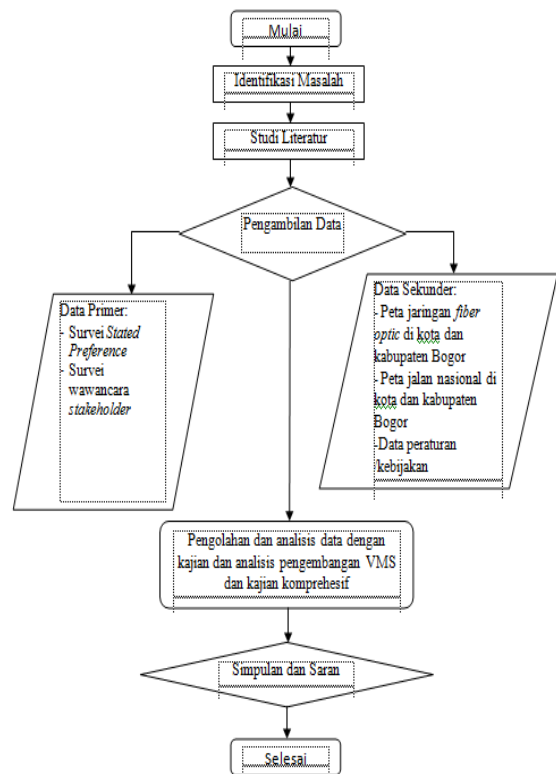 Mulai
Identifikasi Masalah
Studi Literatur
Pengambilan Data
Data Primer:
- Survei Stated
Preference
- Survei
wawancara
stakeholder
Data Sekunder:
- Peta jaringan fiber
optic di kota dan
kabupaten Bogor
- Peta jalan nasional di
kota dan kabupaten
Bogor
-Data peraturan
/kebijakan
Pengolahan dan analisis data dengan
kajian dan analisis pengembangan VMS
dan kajian komprehesif
Simpulan dan Saran
Selesai